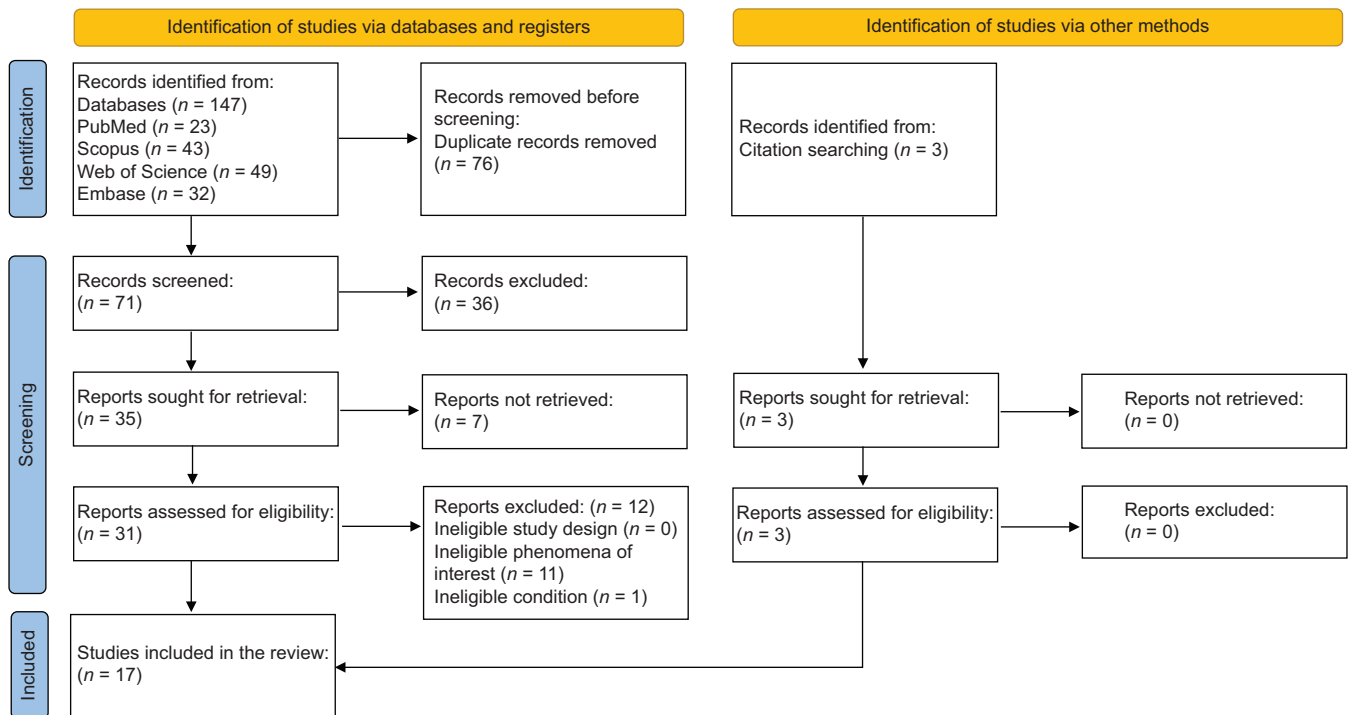 Identification of studies via databases and registers
Identification of studies via other methods
Identification
Records identified from:
Databases (n = 147)
PubMed (n = 23)
Scopus (n = 43)
Web of Science (n = 49)
Embase (n = 32)
Records removed before
screening:
Duplicate records removed
(n = 76)
Records identified from:
Citation searching (n = 3)
Screening
Records screened:
(n = 71)
Records excluded:
(n = 36)
Reports sought for retrieval:
(n = 35)
Reports not retrieved:
(n = 7)
Reports sought for retrieval:
(n = 3)
Reports not retrieved:
(n = 0)
Reports assessed for eligibility:
(n = 31)
Reports excluded: (n = 12)
Ineligible study design (n = 0)
Ineligible phenomena of
interest (n = 11)
Ineligible condition (n = 1)
Reports assessed for eligibility:
(n = 3)
Reports excluded:
(n = 0)
Included
Studies included in the review:
(n = 17)